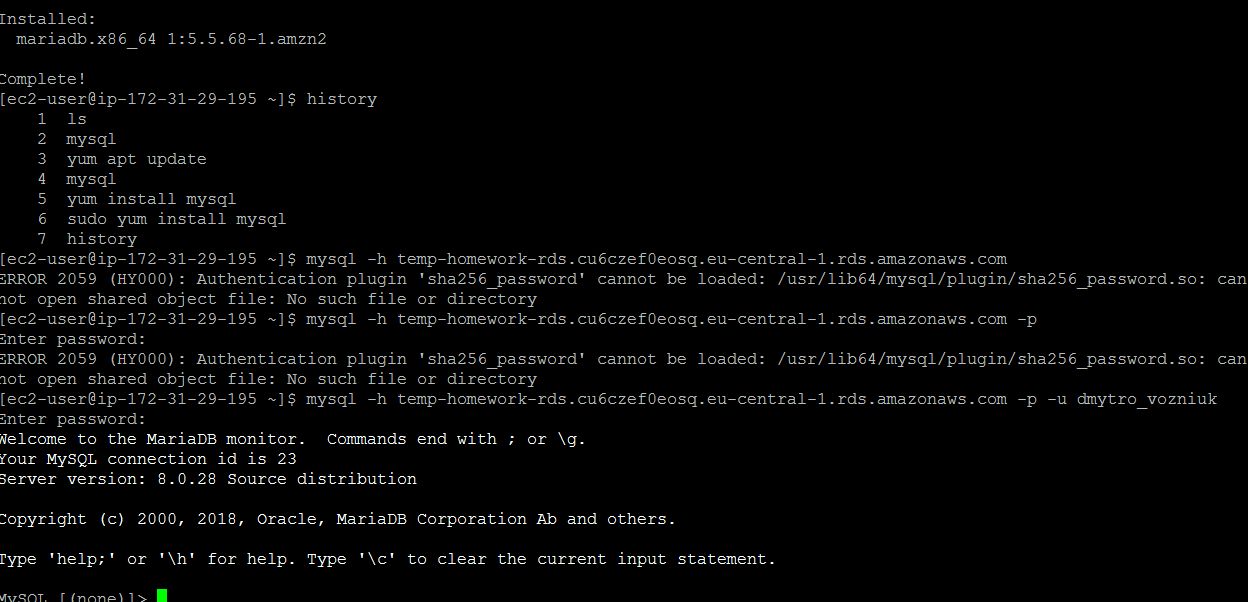 Installed:
  mariadb.x86_64 1:5.5.68-1.amzn2
Complete!
[ec2-user@ip-172-31-29-195 ~]$ history
    1  ls
    2  mysql
    3  yum apt update
    4  mysql
    5  yum install mysql
    6  sudo yum install mysql
    7  history
[ec2-user@ip-172-31-29-195 ~]$ mysql -h temp-homework-rds.cu6czef0eosq.eu-central-1.rds.amazonaws.com
ERROR 2059 (HY000): Authentication plugin 'sha256_password' cannot be loaded: /usr/lib64/mysql/plugin/sha256_password.so: can
not open shared object file: No such file or directory
[ec2-user@ip-172-31-29-195 ~]$ mysql -h temp-homework-rds.cu6czef0eosq.eu-central-1.rds.amazonaws.com -p
Enter password:
ERROR 2059 (HY000): Authentication plugin 'sha256_password' cannot be loaded: /usr/lib64/mysql/plugin/sha256_password.so: can
not open shared object file: No such file or directory
[ec2-user@ip-172-31-29-195 ~]$ mysql -h temp-homework-rds.cu6czef0eosq.eu-central-1.rds.amazonaws.com -p -u dmytro_vozniuk
Enter password:
Welcome to the MariaDB monitor.  Commands end with ; or \g.
Your MySQL connection id is 23
Server version: 8.0.28 Source distribution
Copyright (c) 2000, 2018, Oracle, MariaDB Corporation Ab and others.
Type 'help;' or '\h' for help. Type '\c' to clear the current input statement.
MySQL [(none)]>